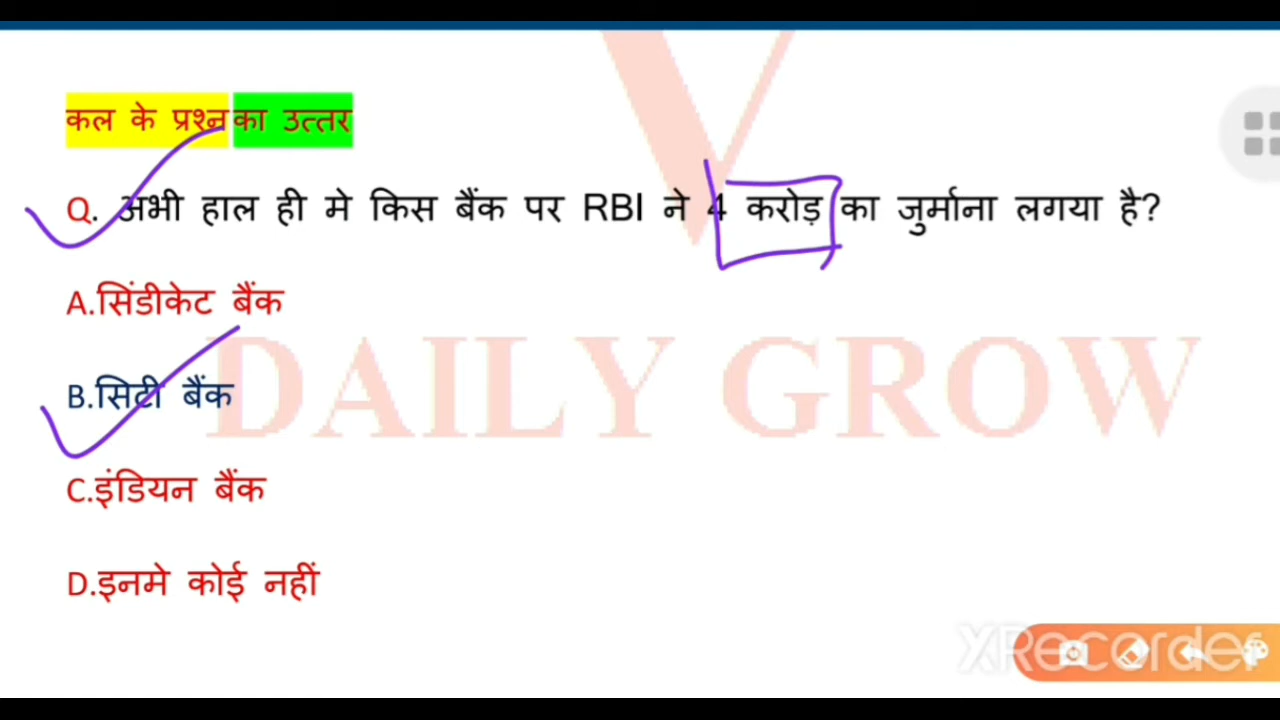 कल के प्रश्न का उत्तर
Q. अभी हाल ही मे किस बैंक पर RBI ने 4 करोड़ का जुर्माना लगया है?
A.सिंडीकेट बैंक
B.सिटी बैंक
DAILY GROW
C.इंडियन बैंक
D.इनमे कोई नहीं
XRecorder